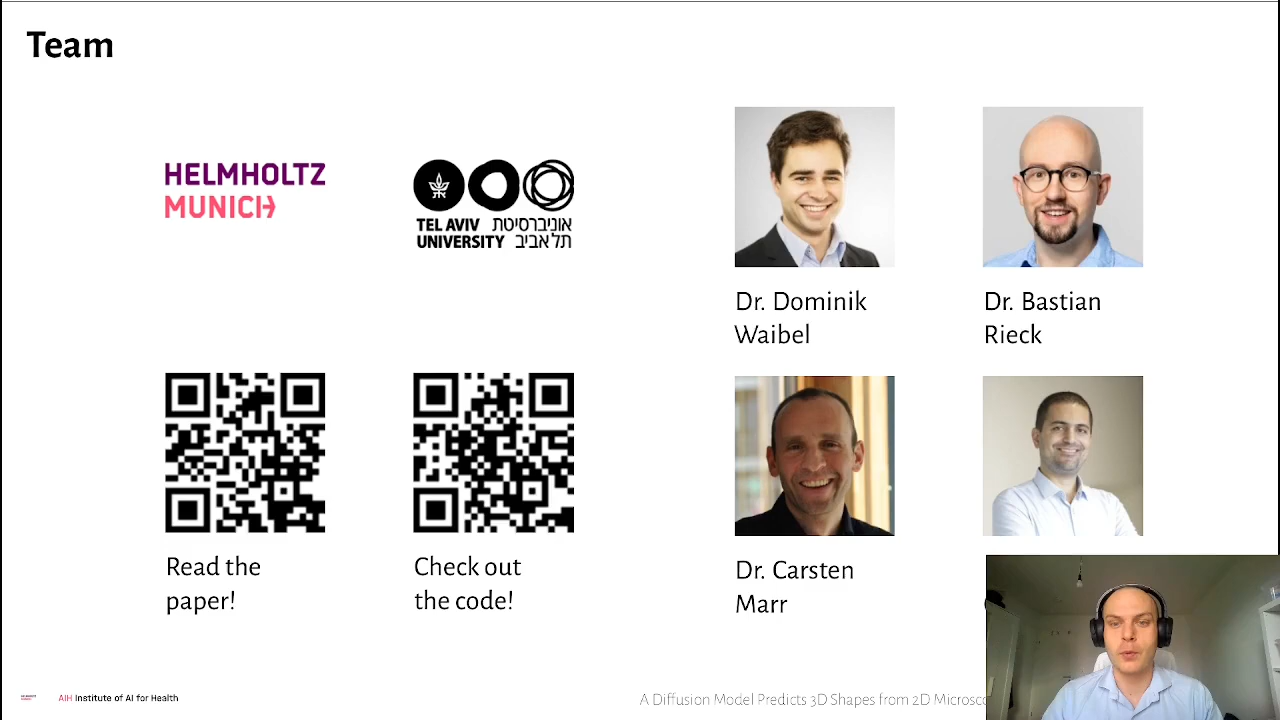 Team
HELMHOLTZ
MUNICH
TEL AVIV אוניברסיטת
UNIVERSITY תל אביב
Dr. Dominik
Waibel
Dr. Bastian
Rieck
Read the
paper!
Check out
the code!
Dr. Carsten
Marr
AIH Institute of AI for Health
A Diffusion Model Predicts 3D Shapes from 2D